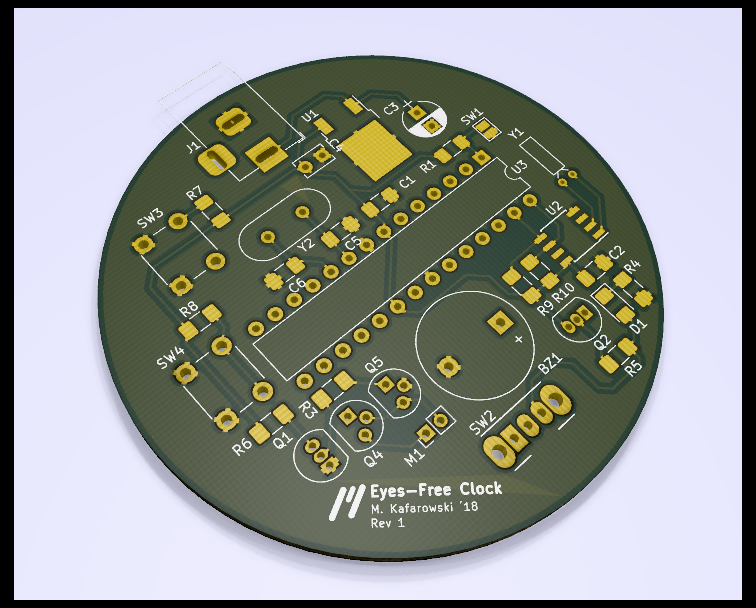 C3
SW1
Y1
U1
J1
C4
R1
U3
R7
C1
SW3
U2
Y2
C5
C2
C6
R4
R8
R9
R10
D1
SW4
Q2
R5
Q5
+
BZ1
R3
R6
Q1
SW2
Q4
M1
Eyes-Free Clock
M. Kafarowski '18
Rev 1